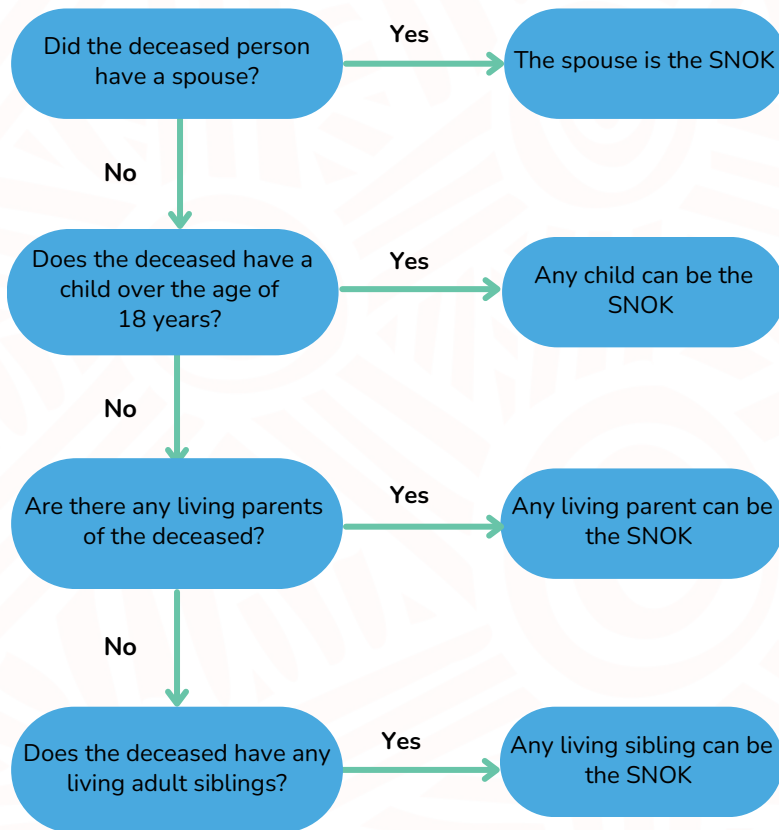 Did the deceased person
have a spouse?
Yes
The spouse is the SNOK
No
Does the deceased have a
child over the age of
18 years?
Yes
Any child can be the
SNOK
No
Are there any living parents
of the deceased?
Yes
Any living parent can be
the SNOK
No
Does the deceased have any
living adult siblings?
Yes
Any living sibling can be
the SNOK